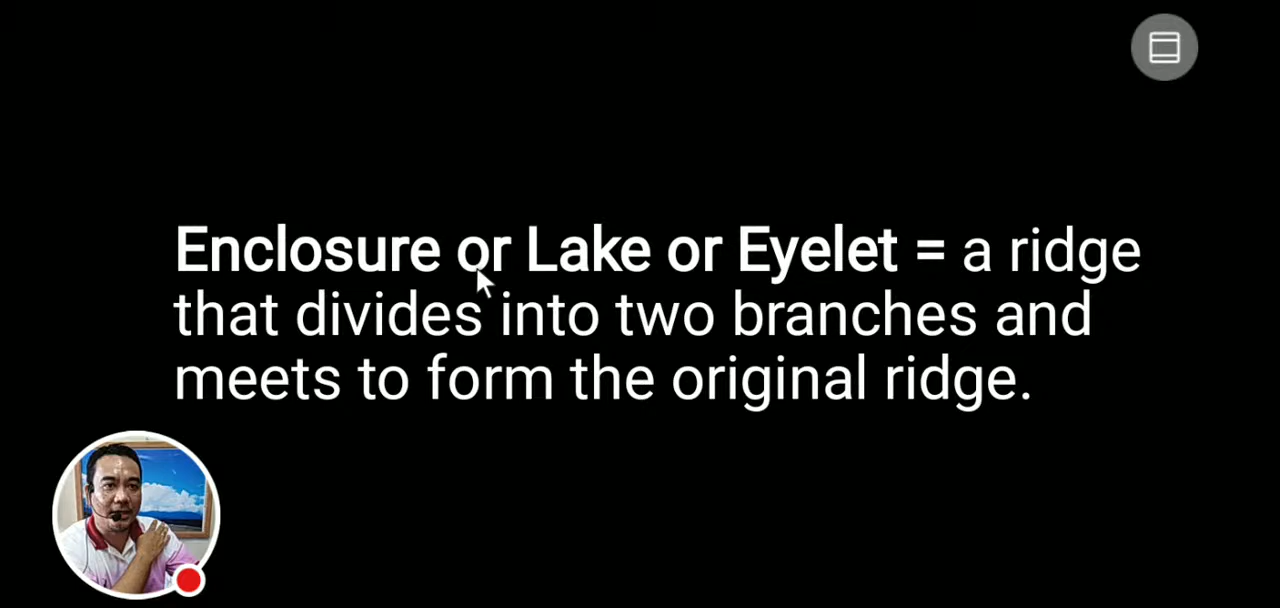 Enclosure or Lake or Eyelet = a ridge
that divides into two branches and
meets to form the original ridge.